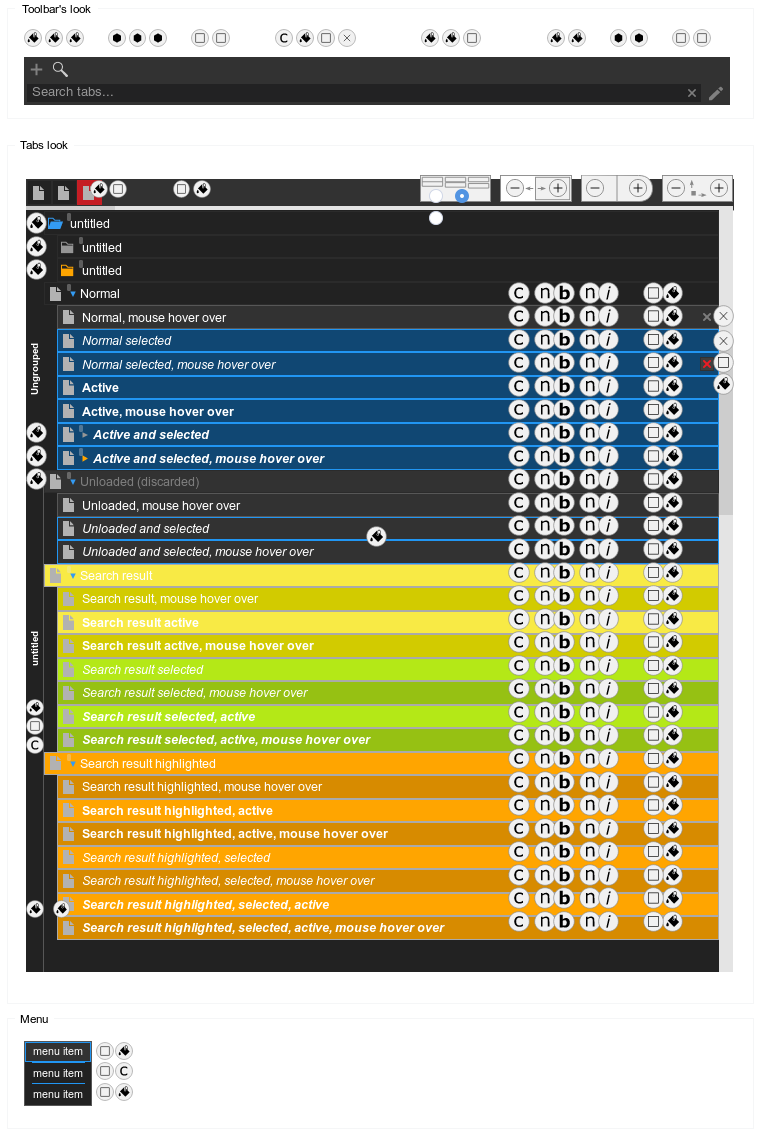 Toolbar's look
C
Search tabs...
Tabs look
untitled
untitled
untitled
Normal C n b n i
Normal, mouse hover over C n b n i
Normal selected C n b n i
Normal selected, mouse hover over C n b n i
Ungrouped
Active C n b n i
Active, mouse hover over C n b n i
Active and selected C n b n i
Active and selected, mouse hover over C n b n i
Unloaded (discarded) C n b n i
Unloaded, mouse hover over C n b n i
Unloaded and selected C n b n i
Unloaded and selected, mouse hover over C n b n i
Search result C n b n i
Search result, mouse hover over C n b n i
Search result active C n b n i
untitled
Search result active, mouse hover over C n b n i
Search result selected C n b n i
Search result selected, mouse hover over C n b n i
Search result selected, active C n b n i
C
Search result selected, active, mouse hover over C n b n i
Search result highlighted C n b n i
Search result highlighted, mouse hover over C n b n i
Search result highlighted, active C n b n i
Search result highlighted, active, mouse hover over C n b n i
Search result highlighted, selected C n b n i
Search result highlighted, selected, mouse hover over C n b n i
Search result highlighted, selected, active C n b n i
Search result highlighted, selected, active, mouse hover over C n b n i
Menu
menu item
menu item C
menu item